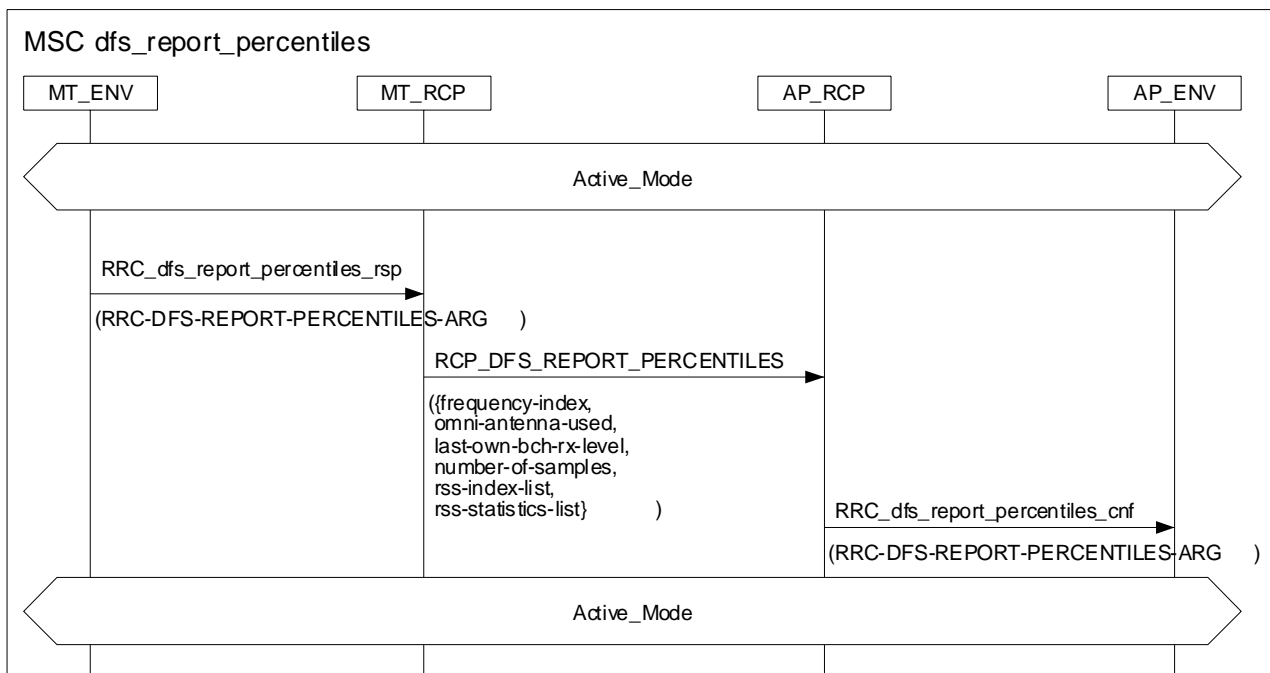 MSC dfs_report_percentiles
MT_ENV MT_RCP AP_RCP AP_ENV
Active_Mode
RRC_dfs_report_percentiles_rsp
(RRC-DFS-REPORT-PERCENTILES-ARG )
RCP_DFS_REPORT_PERCENTILES
({frequency-index,
omni-antenna-used,
last-own-bch-rx-level,
number-of-samples,
rss-index-list,
rss-statistics-list} )
RRC_dfs_report_percentiles_cnf
(RRC-DFS-REPORT-PERCENTILES-ARG )
Active_Mode